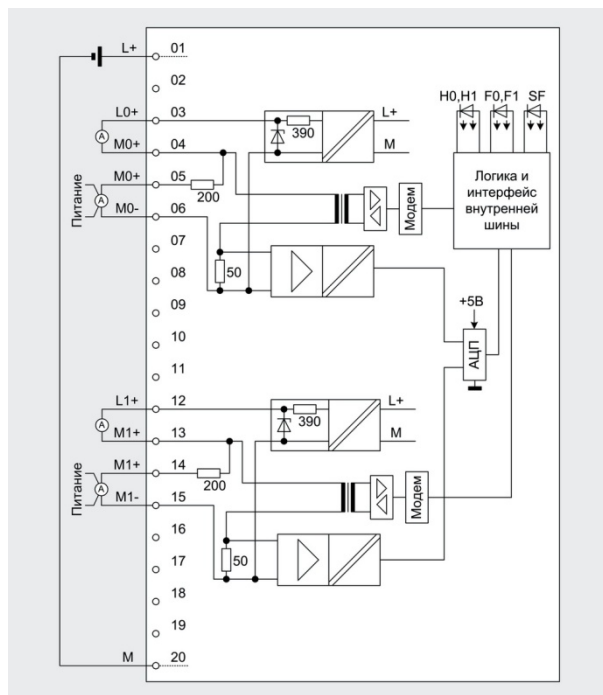 L+ 01
02
H0,H1 F0,F1 SF
L0+ 03 390 L+
M0+ 04 M
M0+ 05 200
Питание
M0- 06
Модем
Логика и
интерфейс
внутренней
шины
07
08 50
09
+5В
10
АЦП
11
L1+ 12 390 L+
M1+ 13 M
M1+ 14 200
Питание
M1- 15
Модем
16
17 50
18
19
M 20
A
A
A
A